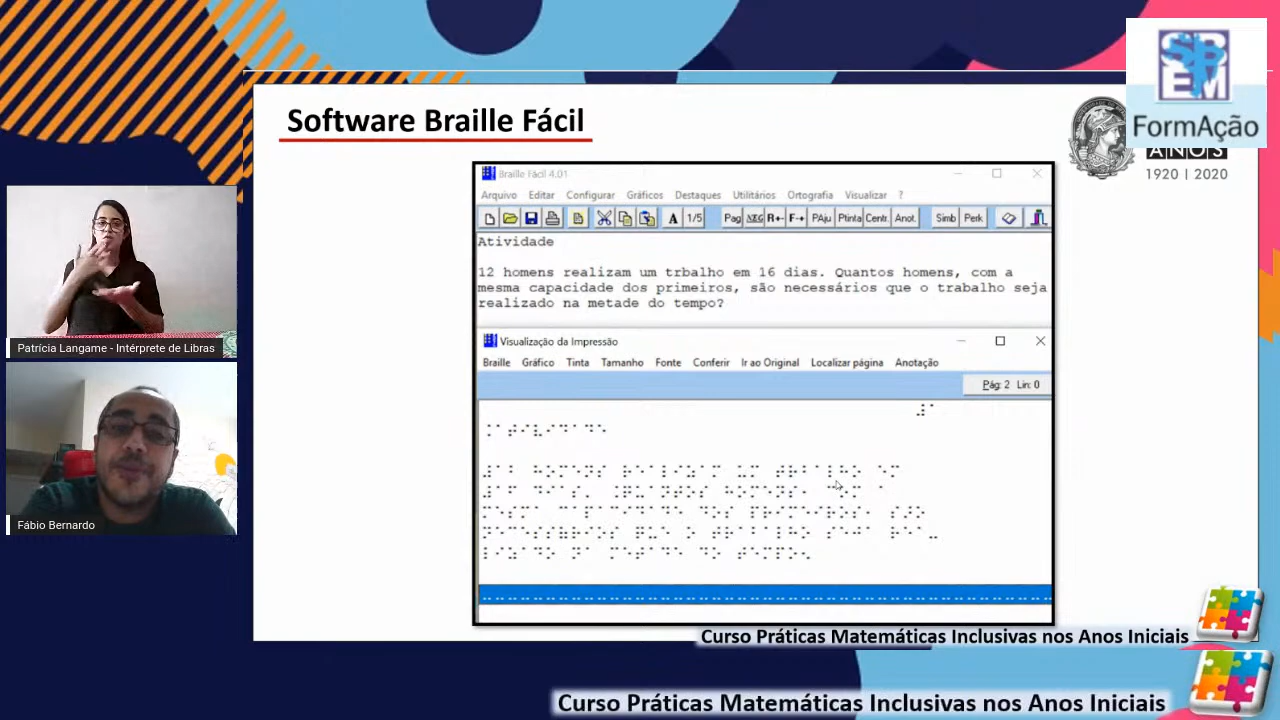 SBEM
FormAção
Software Braille Fácil
ANOS
1920 | 2020
Braille Fácil 4.01
Arquivo Editar Configurar Gráficos Destaques Utilitários Ortografia Visualizar ?
A 1/5 Pag NEG R← F→ PAju Ptinta Centr. Anot. Simb Perk
Atividade
12 homens realizam um trbalho em 16 dias. Quantos homens, com a
mesma capacidade dos primeiros, são necessários que o trabalho seja
realizado na metade do tempo?
Visualização da Impressão
Braille Gráfico Tinta Tamanho Fonte Conferir Ir ao Original Localizar página Anotação
Pág: 2 Lin: 0
Patrícia Langame - Intérprete de Libras
Fábio Bernardo
Curso Práticas Matemáticas Inclusivas nos Anos Iniciais
Curso Práticas Matemáticas Inclusivas nos Anos Iniciais